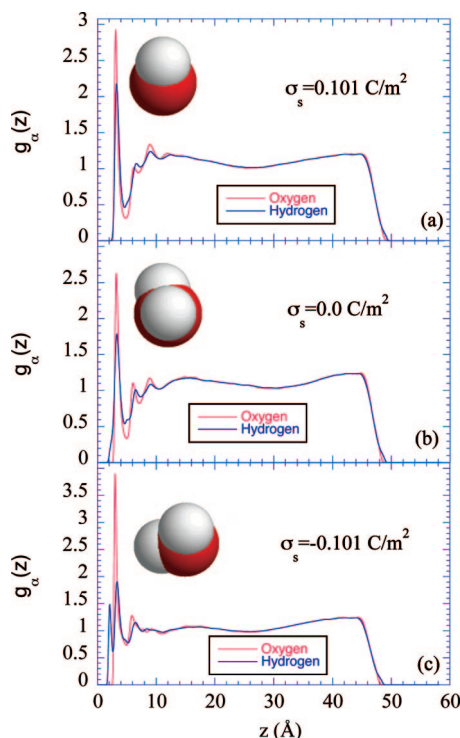 3
2.5
2
1.5
1
0.5
0
g_α(z)
σ_s=0.101 C/m²
Oxygen
Hydrogen
(a)
2.5
2
1.5
1
0.5
0
g_α(z)
σ_s=0.0 C/m²
Oxygen
Hydrogen
(b)
3.5
3
2.5
2
1.5
1
0.5
0
g_α(z)
σ_s=-0.101 C/m²
Oxygen
Hydrogen
(c)
0 10 20 30 40 50 60
z (Å)